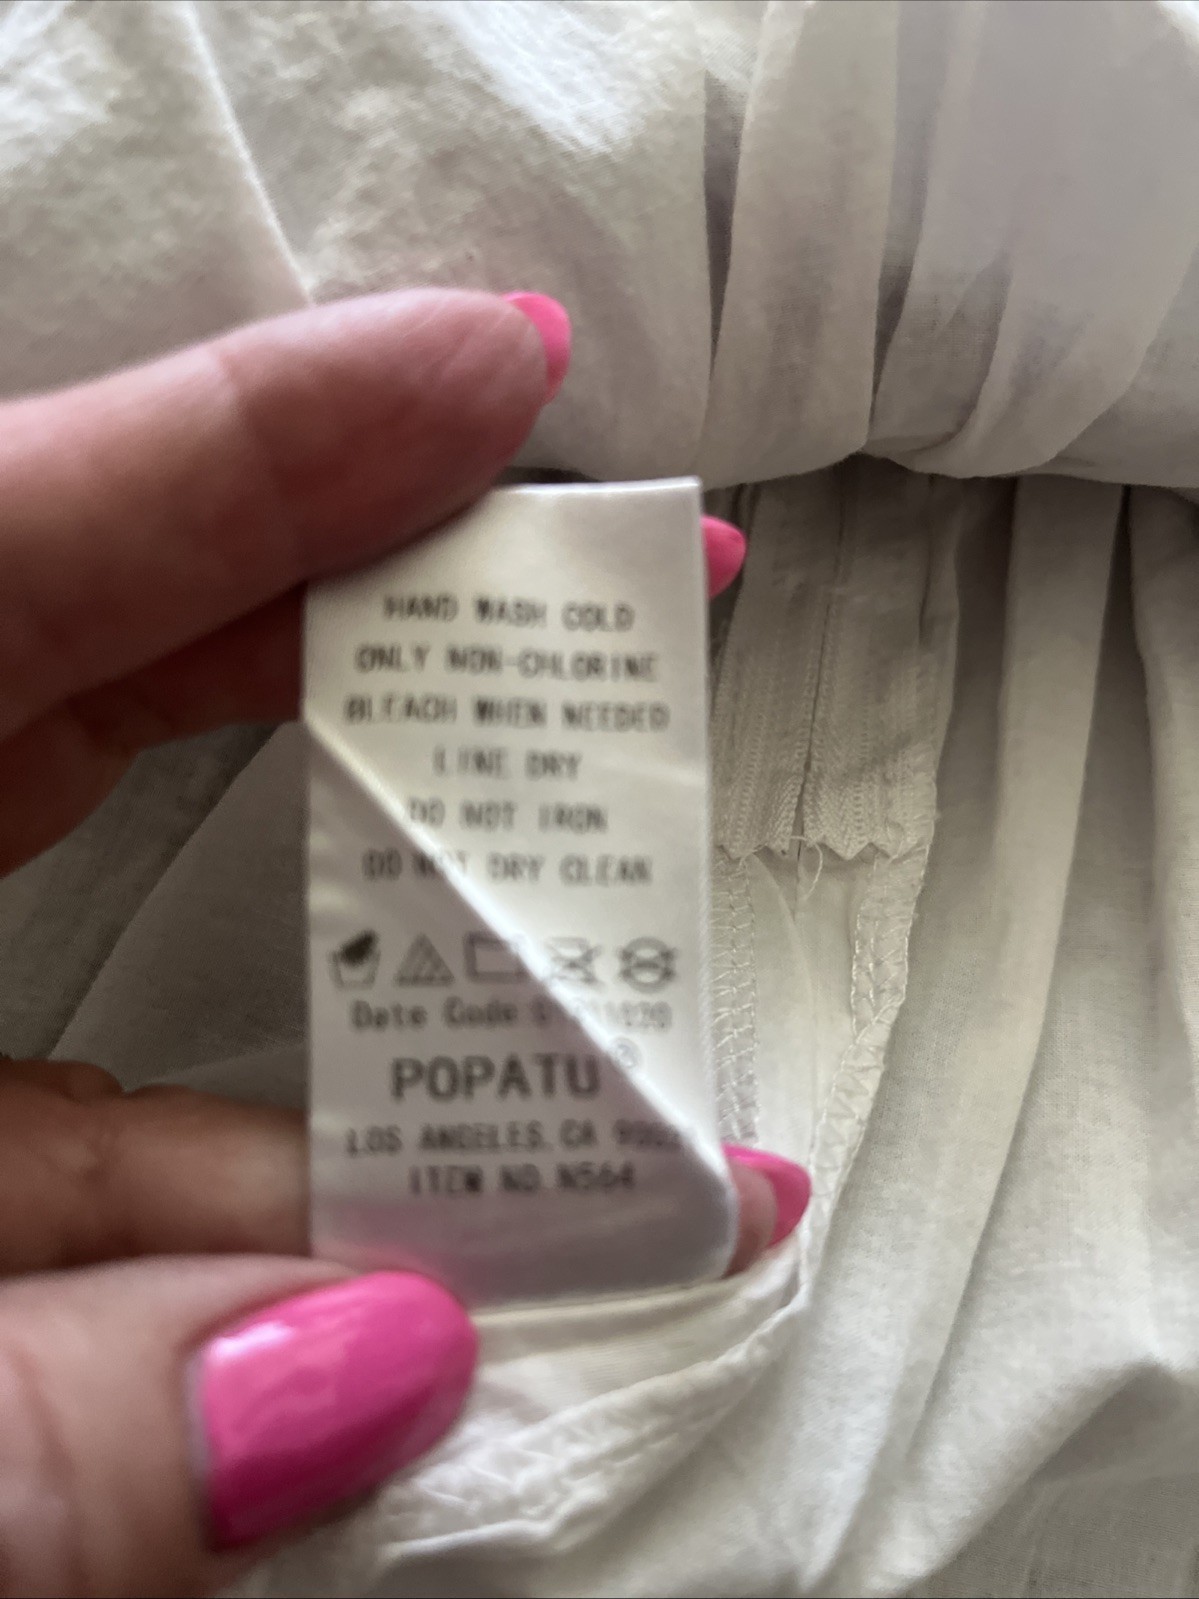 HAND WASH COLD
ONLY NON-CHLORINE
BLEACH WHEN NEEDED
LINE DRY
DO NOT IRON
DO NOT DRY CLEAN
Date Code
POPATU®
LOS ANGELES, CA
ITEM NO. N564